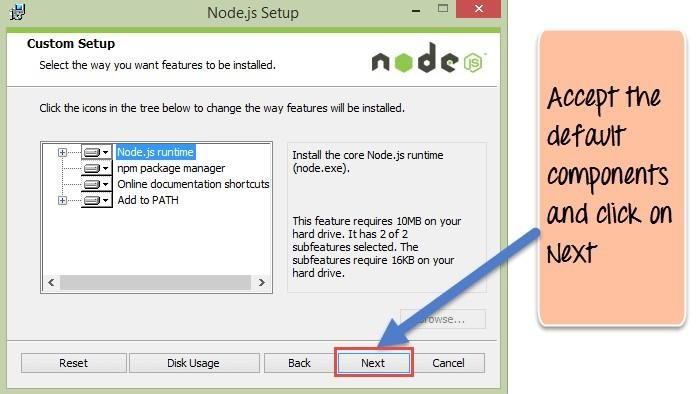 Node.js Setup
Custom Setup
Select the way you want features to be installed.
node
JS
Click the icons in the tree below to change the way features will be installed.
Node.js runtime
npm package manager
Online documentation shortcuts
Add to PATH
Install the core Node.js runtime
(node.exe).
This feature requires 10MB on your
hard drive. It has 2 of 2
subfeatures selected. The
subfeatures require 16KB on your
hard drive.
Reset
Disk Usage
Back
Next
Cancel
Accept the
default
components
and click on
Next